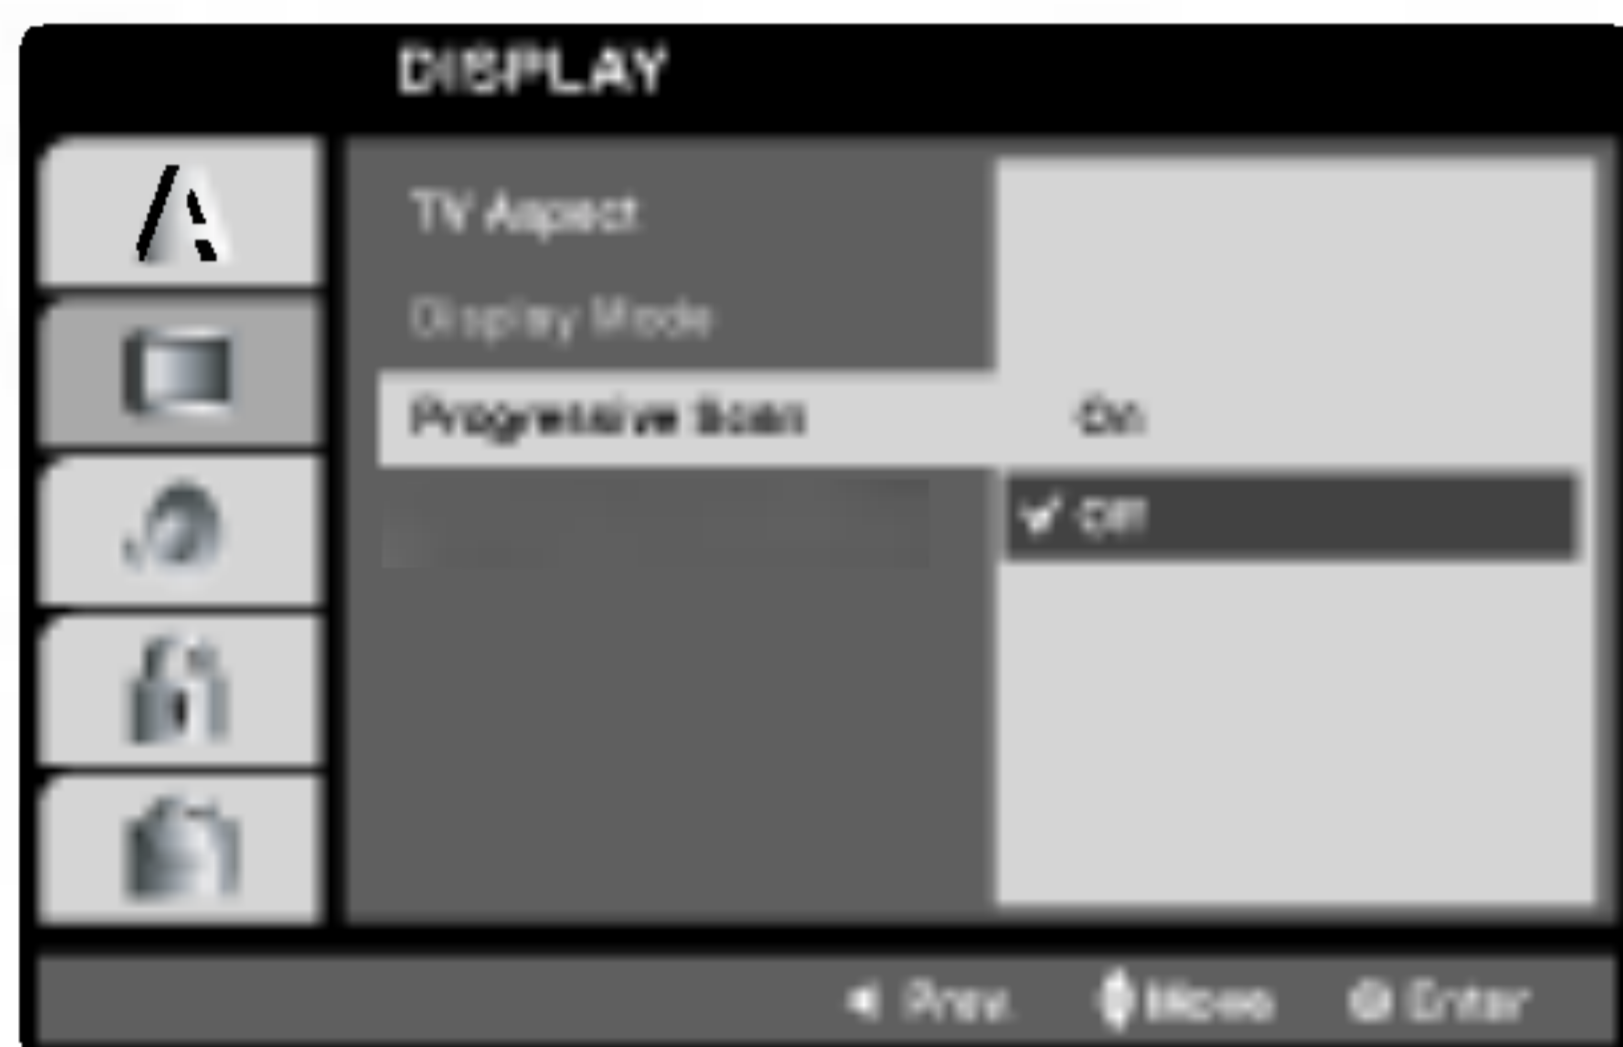 DISPLAY
TV Aspect
Display Mode
Progressive Scan
On
Off
Prev.
Move
Enter